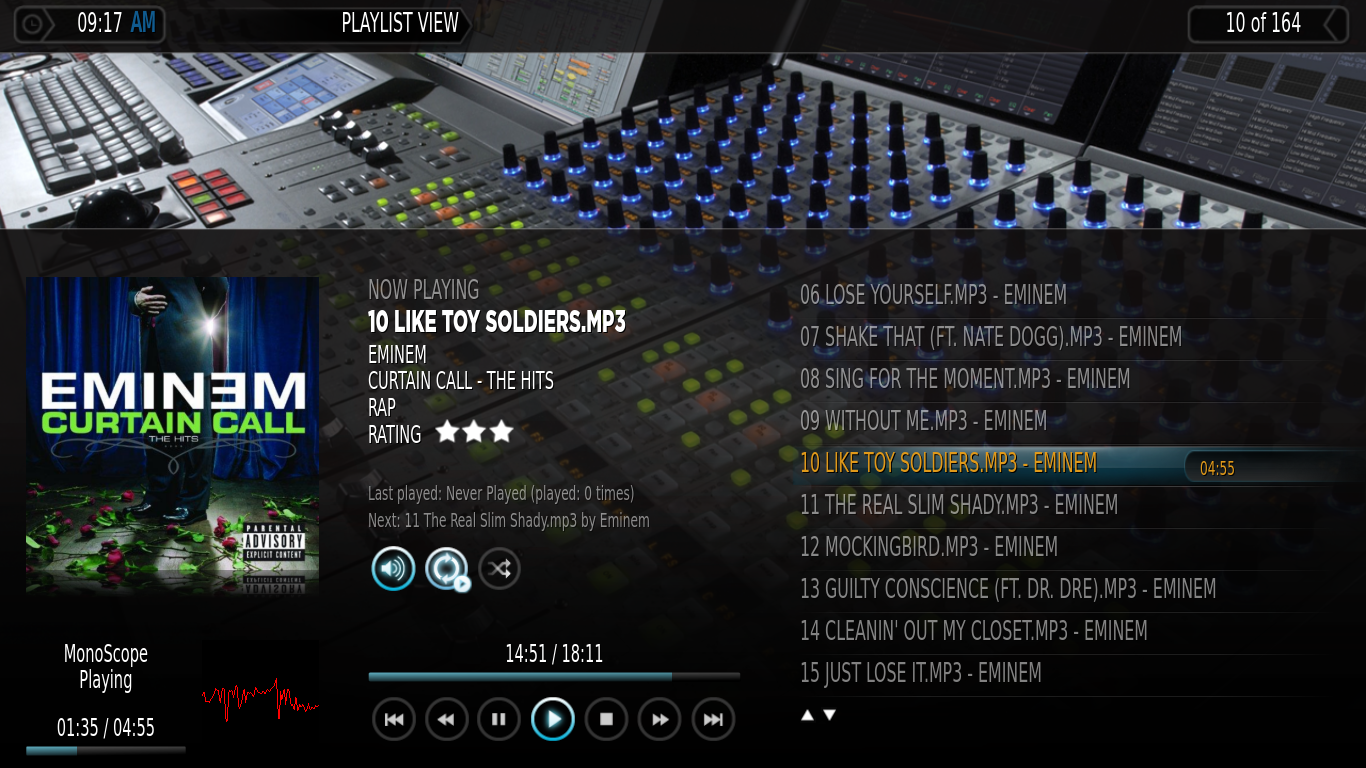 09:17 AM
PLAYLIST VIEW
10 of 164
EMINEM
CURTAIN CALL
THE HITS
PARENTAL
ADVISORY
EXPLICIT CONTENT
NOW PLAYING
10 LIKE TOY SOLDIERS.MP3
EMINEM
CURTAIN CALL - THE HITS
RAP
RATING
Last played: Never Played (played: 0 times)
Next: 11 The Real Slim Shady.mp3 by Eminem
14:51 / 18:11
MonoScope
Playing
01:35 / 04:55
06 LOSE YOURSELF.MP3 - EMINEM
07 SHAKE THAT (FT. NATE DOGG).MP3 - EMINEM
08 SING FOR THE MOMENT.MP3 - EMINEM
09 WITHOUT ME.MP3 - EMINEM
10 LIKE TOY SOLDIERS.MP3 - EMINEM 04:55
11 THE REAL SLIM SHADY.MP3 - EMINEM
12 MOCKINGBIRD.MP3 - EMINEM
13 GUILTY CONSCIENCE (FT. DR. DRE).MP3 - EMINEM
14 CLEANIN' OUT MY CLOSET.MP3 - EMINEM
15 JUST LOSE IT.MP3 - EMINEM